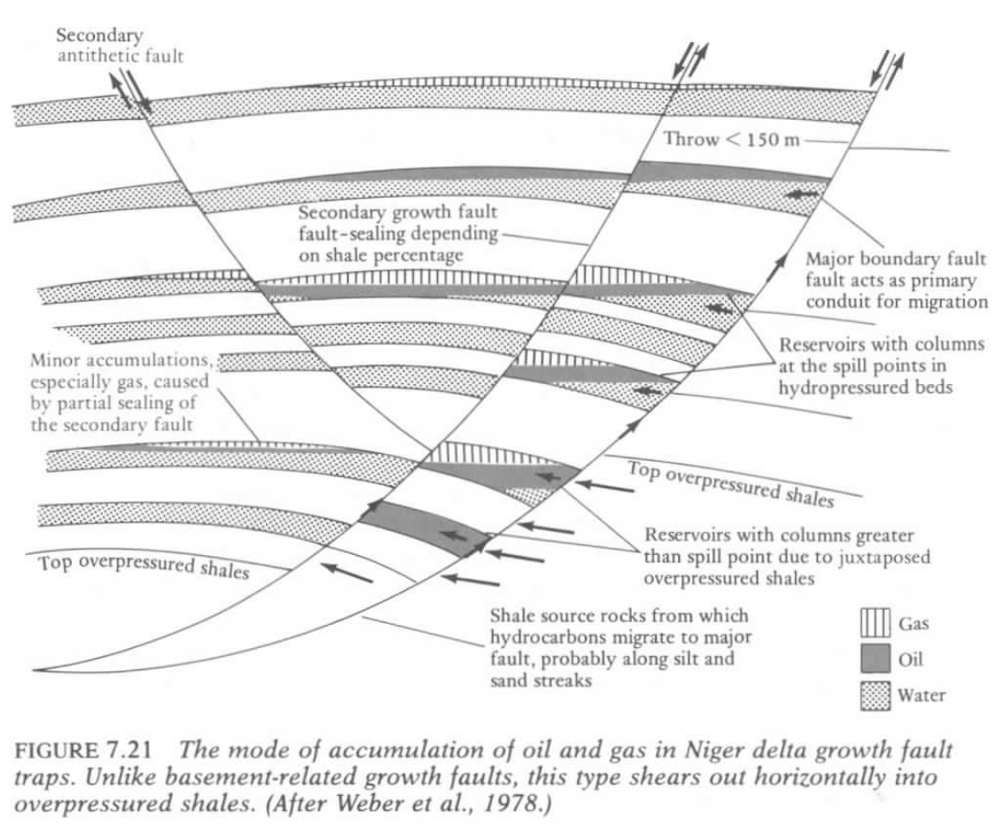 Secondary
antithetic fault
Throw < 150 m
Secondary growth fault
fault-sealing depending
on shale percentage
Major boundary fault
fault acts as primary
conduit for migration
Reservoirs with columns
at the spill points in
hydropressured beds
Minor accumulations,
especially gas, caused
by partial sealing of
the secondary fault
Top overpressured shales
Top overpressured shales
Reservoirs with columns greater
than spill point due to juxtaposed
overpressured shales
Shale source rocks from which
hydrocarbons migrate to major
fault, probably along silt and
sand streaks
Gas
Oil
Water
FIGURE 7.21 The mode of accumulation of oil and gas in Niger delta growth fault
traps. Unlike basement-related growth faults, this type shears out horizontally into
overpressured shales. (After Weber et al., 1978.)